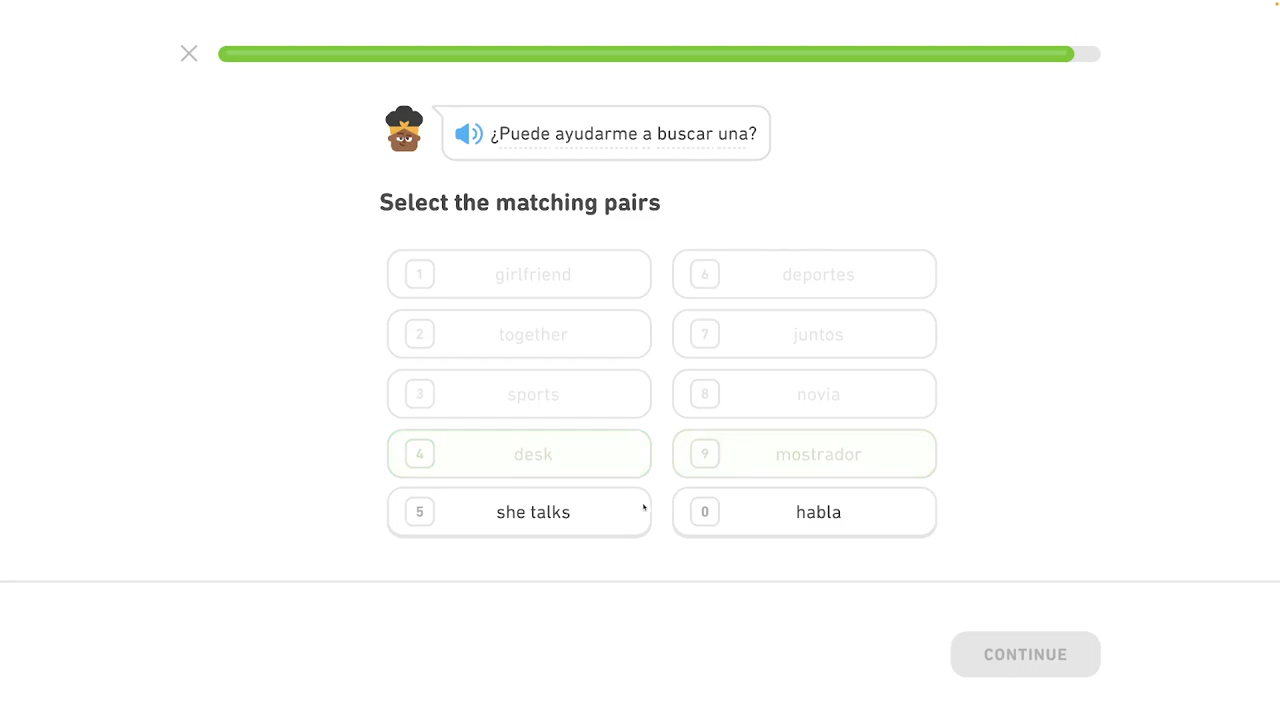 ¿Puede ayudarme a buscar una?
Select the matching pairs
1 girlfriend
6 deportes
2 together
7 juntos
3 sports
8 novia
4 desk
9 mostrador
5 she talks
0 habla
CONTINUE